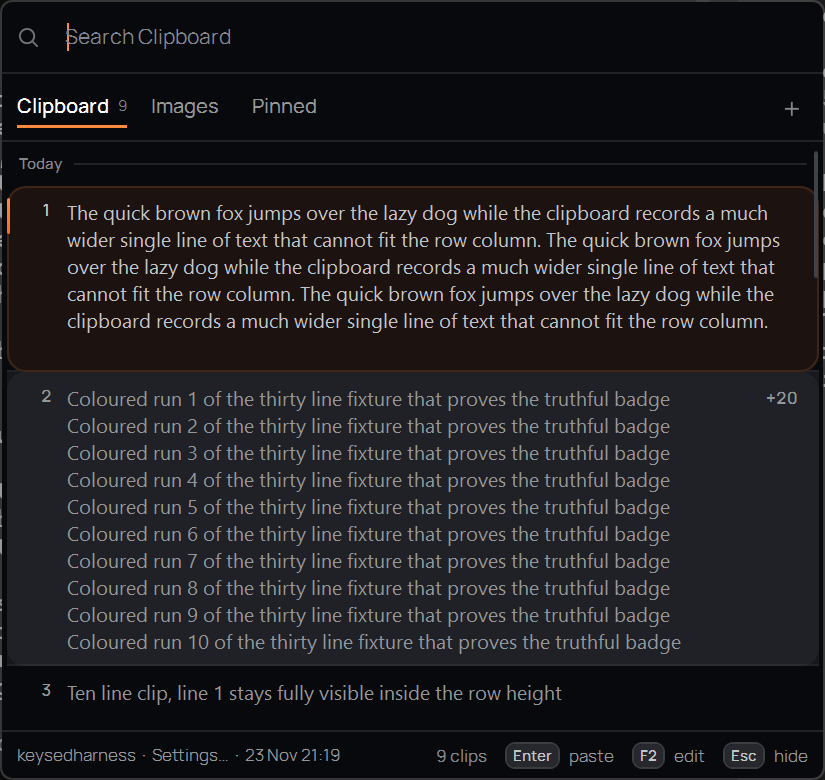 Search Clipboard
Clipboard 9 Images Pinned +
Today
1 The quick brown fox jumps over the lazy dog while the clipboard records a much
wider single line of text that cannot fit the row column. The quick brown fox jumps
over the lazy dog while the clipboard records a much wider single line of text that
cannot fit the row column. The quick brown fox jumps over the lazy dog while the
clipboard records a much wider single line of text that cannot fit the row column.
2 Coloured run 1 of the thirty line fixture that proves the truthful badge +20
Coloured run 2 of the thirty line fixture that proves the truthful badge
Coloured run 3 of the thirty line fixture that proves the truthful badge
Coloured run 4 of the thirty line fixture that proves the truthful badge
Coloured run 5 of the thirty line fixture that proves the truthful badge
Coloured run 6 of the thirty line fixture that proves the truthful badge
Coloured run 7 of the thirty line fixture that proves the truthful badge
Coloured run 8 of the thirty line fixture that proves the truthful badge
Coloured run 9 of the thirty line fixture that proves the truthful badge
Coloured run 10 of the thirty line fixture that proves the truthful badge
3 Ten line clip, line 1 stays fully visible inside the row height
keysedharness · Settings... · 23 Nov 21:19 9 clips Enter paste F2 edit Esc hide